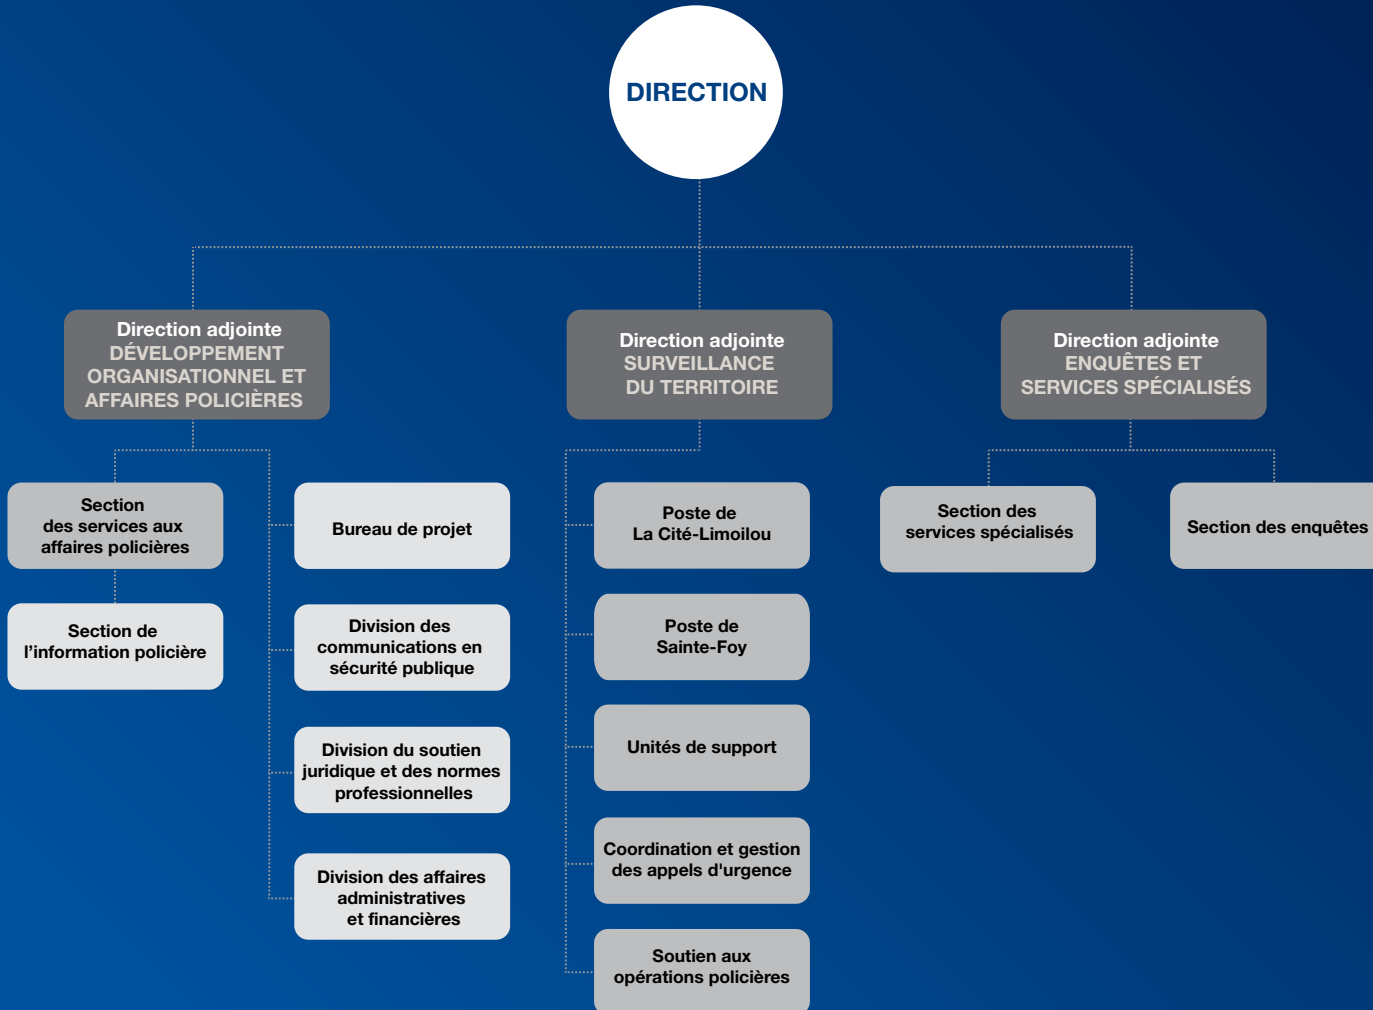 DIRECTION
Direction adjointe
DÉVELOPPEMENT
ORGANISATIONNEL ET
AFFAIRES POLICIÈRES
Direction adjointe
SURVEILLANCE
DU TERRITOIRE
Direction adjointe
ENQUÊTES ET
SERVICES SPÉCIALISÉS
Section
des services aux
affaires policières
Section de
l’information policière
Bureau de projet
Division des
communications en
sécurité publique
Division du soutien
juridique et des normes
professionnelles
Division des affaires
administratives
et financières
Poste de
La Cité-Limoilou
Poste de
Sainte-Foy
Unités de support
Coordination et gestion
des appels d'urgence
Soutien aux
opérations policières
Section des
services spécialisés
Section des enquêtes